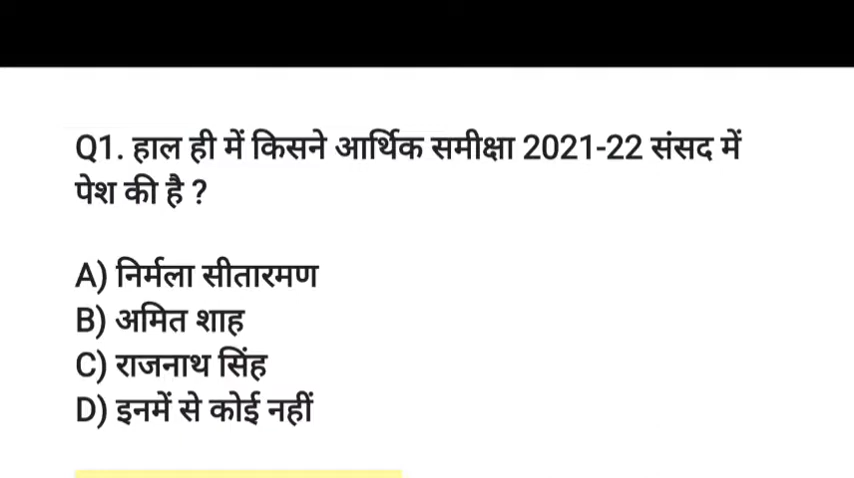 Q1. हाल ही में किसने आर्थिक समीक्षा 2021-22 संसद में
पेश की है ?
A) निर्मला सीतारमण
B) अमित शाह
C) राजनाथ सिंह
D) इनमें से कोई नहीं